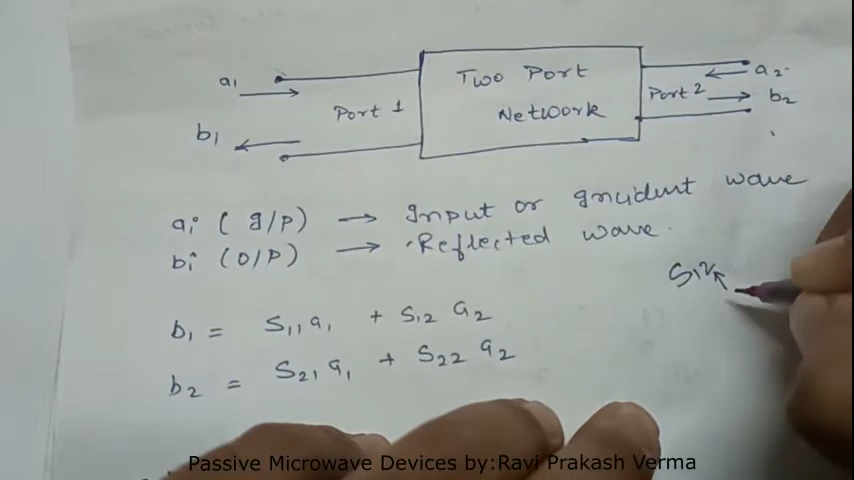 a1
Two Port
a2
Port 1
Port 2
b2
b1
Network
ai ( I/P) → Input or Incident wave
bi (O/P) → Reflected wave.
S12
b1 = S11 a1 + S12 a2
b2 = S21 a1 + S22 a2
Passive Microwave Devices by:Ravi Prakash Verma